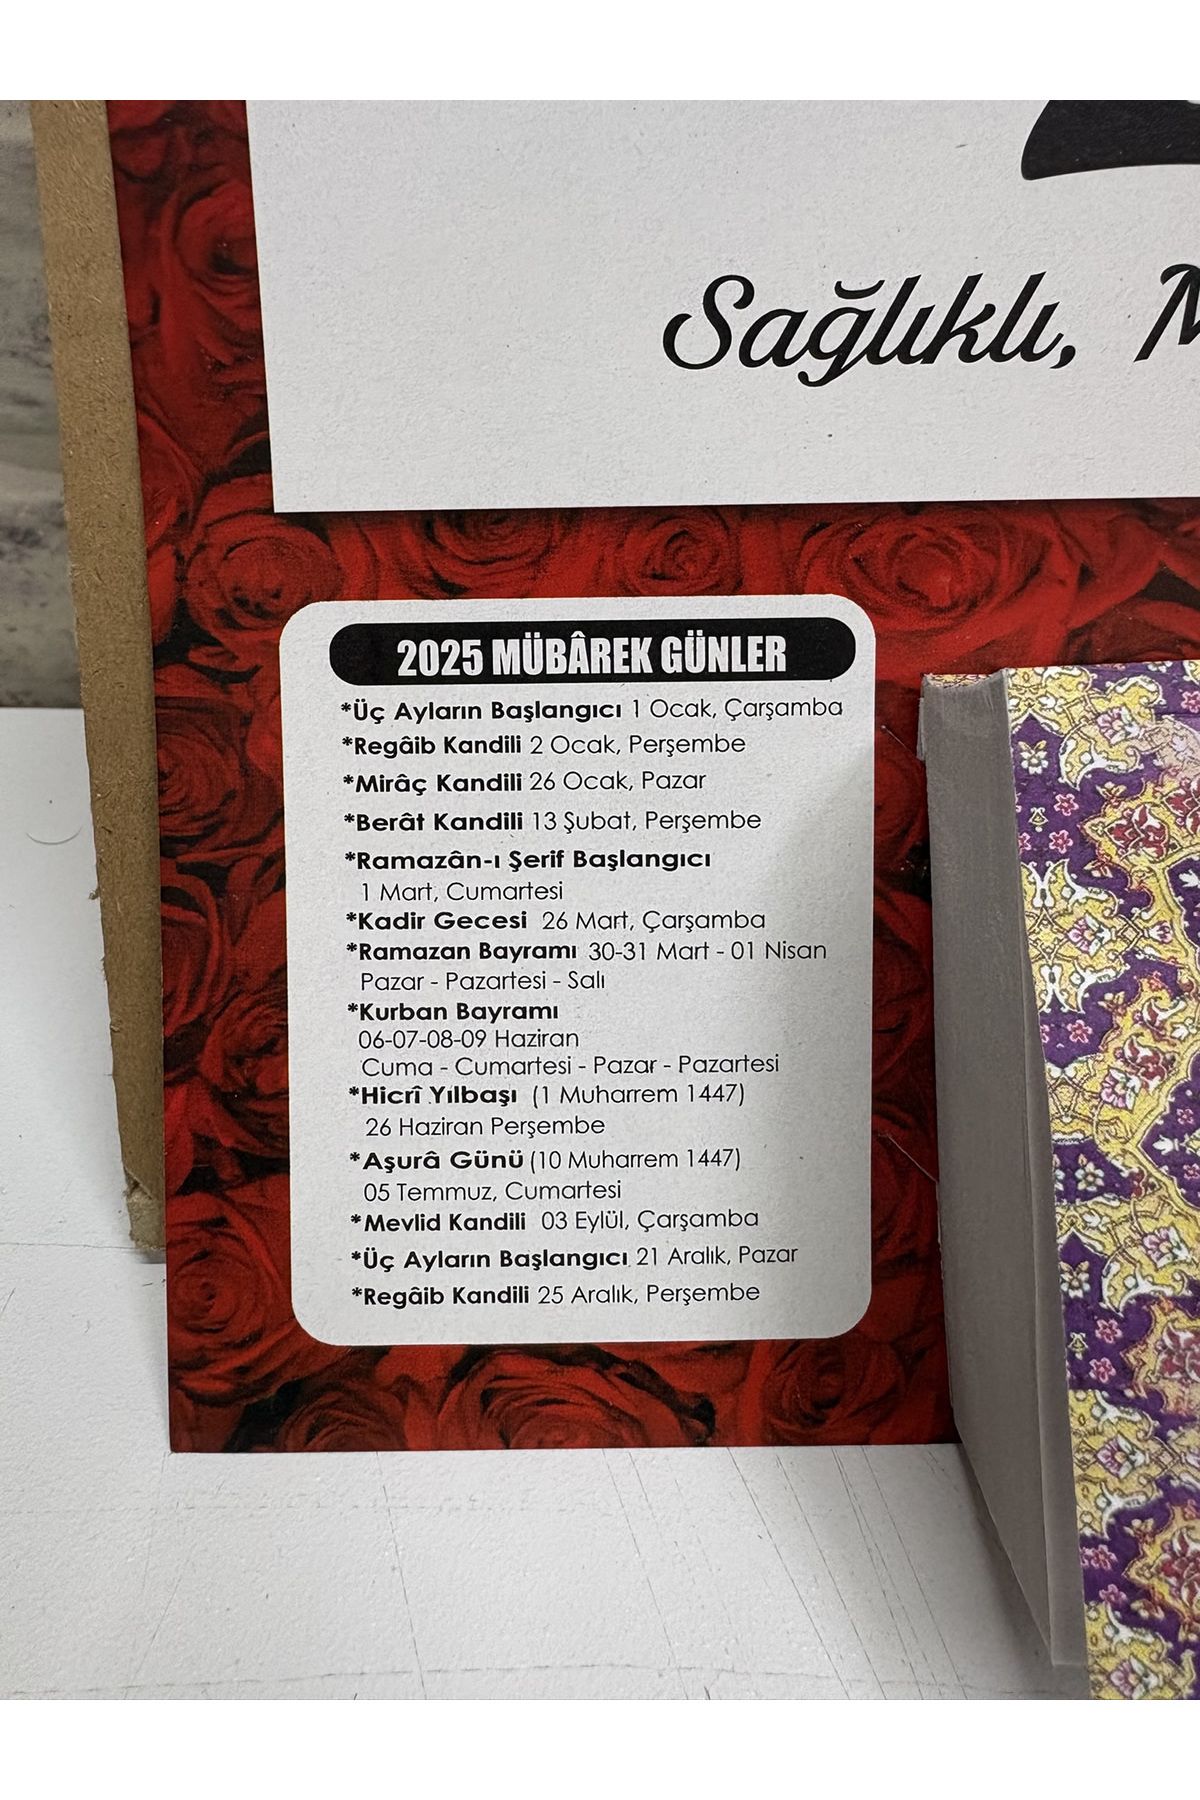 Sağlıklı,
2025 MÜBÂREK GÜNLER
*Üç Ayların Başlangıcı 1 Ocak, Çarşamba
*Regâib Kandili 2 Ocak, Perşembe
*Mirâç Kandili 26 Ocak, Pazar
*Berât Kandili 13 Şubat, Perşembe
*Ramazân-ı Şerif Başlangıcı
1 Mart, Cumartesi
*Kadir Gecesi 26 Mart, Çarşamba
*Ramazan Bayramı 30-31 Mart - 01 Nisan
Pazar - Pazartesi - Salı
*Kurban Bayramı
06-07-08-09 Haziran
Cuma - Cumartesi - Pazar - Pazartesi
*Hicrî Yılbaşı (1 Muharrem 1447)
26 Haziran Perşembe
*Aşurâ Günü (10 Muharrem 1447)
05 Temmuz, Cumartesi
*Mevlid Kandili 03 Eylül, Çarşamba
*Üç Ayların Başlangıcı 21 Aralık, Pazar
*Regâib Kandili 25 Aralık, Perşembe